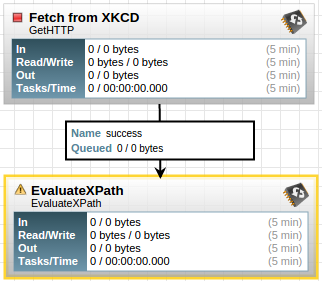 Fetch from XKCD
GetHTTP
In 0 / 0 bytes (5 min)
Read/Write 0 bytes / 0 bytes (5 min)
Out 0 / 0 bytes (5 min)
Tasks/Time 0 / 00:00:00.000 (5 min)
Name success
Queued 0 / 0 bytes
EvaluateXPath
EvaluateXPath
In 0 / 0 bytes (5 min)
Read/Write 0 bytes / 0 bytes (5 min)
Out 0 / 0 bytes (5 min)
Tasks/Time 0 / 00:00:00.000 (5 min)